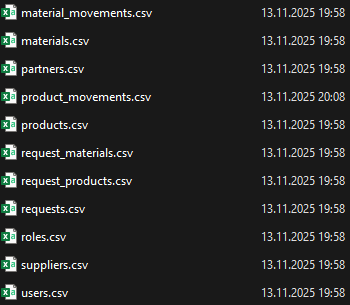 material_movements.csv 13.11.2025 19:58
materials.csv 13.11.2025 19:58
partners.csv 13.11.2025 19:58
product_movements.csv 13.11.2025 20:08
products.csv 13.11.2025 19:58
request_materials.csv 13.11.2025 19:58
request_products.csv 13.11.2025 19:58
requests.csv 13.11.2025 19:58
roles.csv 13.11.2025 19:58
suppliers.csv 13.11.2025 19:58
users.csv 13.11.2025 19:58